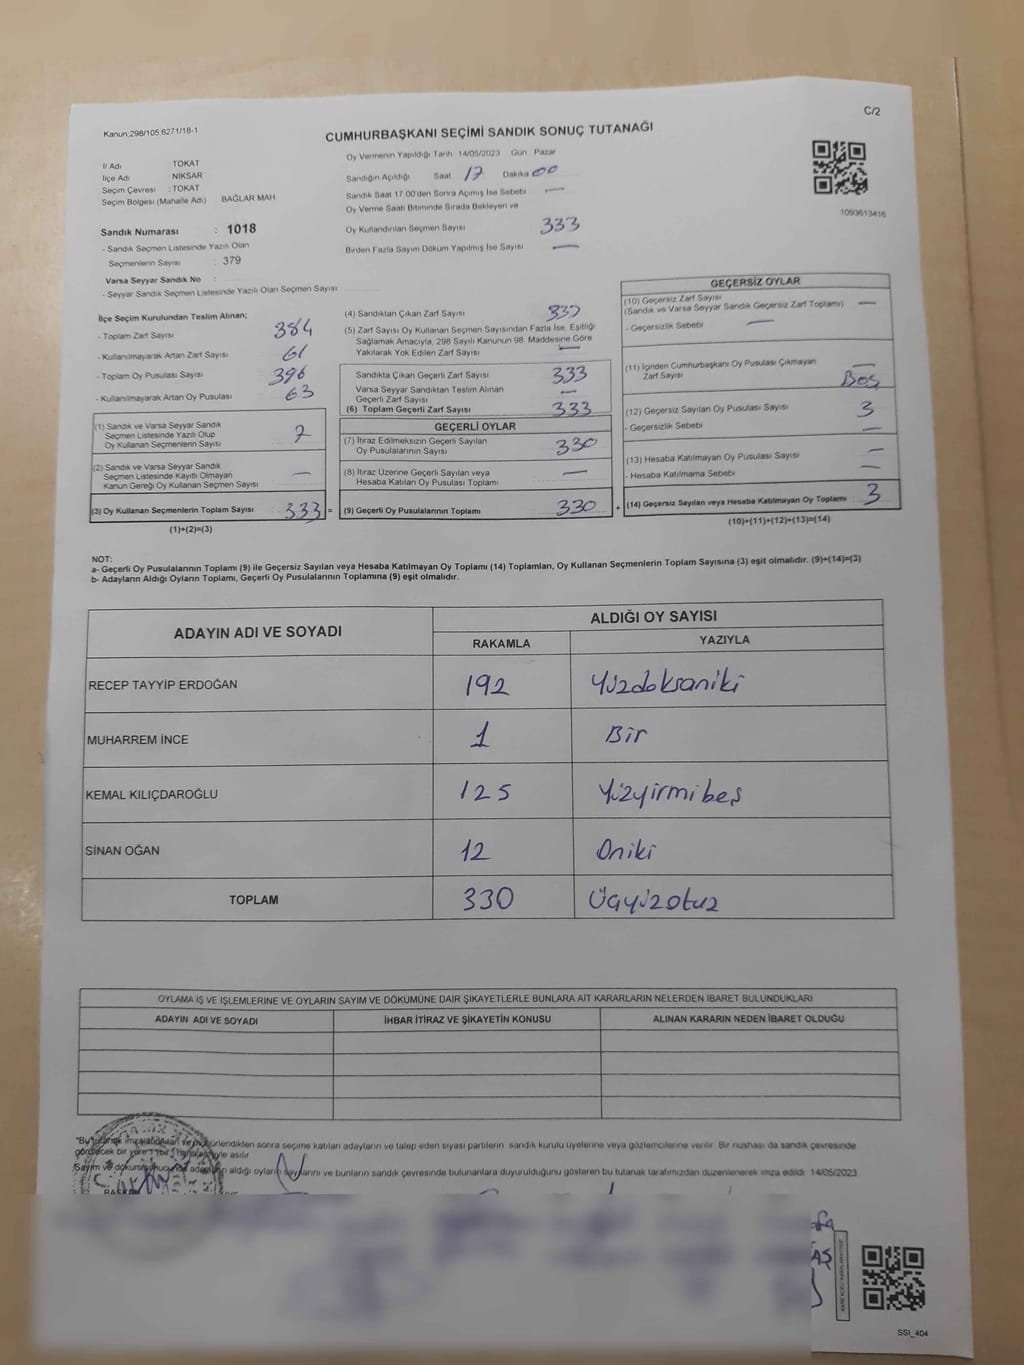 C/2
Kanun;298/105;6271/18-1
CUMHURBAŞKANI SEÇİMİ SANDIK SONUÇ TUTANAĞI
İl Adı TOKAT
İlçe Adı NİKSAR
Seçim Çevresi : TOKAT
Seçim Bölgesi (Mahalle Adı) BAĞLAR MAH
Sandık Numarası : 1018
- Sandık Seçmen Listesinde Yazılı Olan
Seçmenlerin Sayısı : 379
Varsa Seyyar Sandık No :
- Seyyar Sandık Seçmen Listesinde Yazılı Olan Seçmen Sayısı
Oy Vermenin Yapıldığı Tarih 14/05/2023 Gün : Pazar
Sandığın Açıldığı Saat 17 Dakika 00
Sandık Saat 17.00'den Sonra Açımış İse Sebebi —
Oy Verme Saati Bitiminde Sırada Bekleyen ve
Oy Kullandırılan Seçmen Sayısı 333
Birden Fazla Sayım Döküm Yapılmış İse Sayısı —
1093613416
İlçe Seçim Kurulundan Teslim Alınan;
- Toplam Zarf Sayısı 384
- Kullanılmayarak Artan Zarf Sayısı 61
- Toplam Oy Pusulası Sayısı 396
- Kullanılmayarak Artan Oy Pusulası 63
(1) Sandık ve Varsa Seyyar Sandık
Seçmen Listesinde Yazılı Olup
Oy Kullanan Seçmenlerin Sayısı
(2) Sandık ve Varsa Seyyar Sandık
Seçmen Listesinde Kayıtlı Olmayan
Kanun Gereği Oy Kullanan Seçmen Sayısı —
(3) Oy Kullanan Seçmenlerin Toplam Sayısı 333 =
(1)+(2)=(3)
(4) Sandıktan Çıkan Zarf Sayısı 333
(5) Zarf Sayısı Oy Kullanan Seçmen Sayısından Fazla İse, Eşitliği
Sağlamak Amacıyla, 298 Sayılı Kanunun 98. Maddesine Göre
Yakılarak Yok Edilen Zarf Sayısı —
Sandıkta Çıkan Geçerli Zarf Sayısı 333
Varsa Seyyar Sandıktan Teslim Alınan
Geçerli Zarf Sayısı —
(6) Toplam Geçerli Zarf Sayısı 333
GEÇERLİ OYLAR
(7) İtiraz Edilmeksizin Geçerli Sayılan
Oy Pusulalarının Sayısı 330
(8) İtiraz Üzerine Geçerli Sayılan veya
Hesaba Katılan Oy Pusulası Toplamı —
(9) Geçerli Oy Pusulalarının Toplamı 330 +
GEÇERSİZ OYLAR
(10) Geçersiz Zarf Sayısı
(Sandık ve Varsa Seyyar Sandık Geçersiz Zarf Toplamı) —
- Geçersizlik Sebebi —
(11) İçinden Cumhurbaşkanı Oy Pusulası Çıkmayan
Zarf Sayısı —
Boş
(12) Geçersiz Sayılan Oy Pusulası Sayısı 3
- Geçersizlik Sebebi —
(13) Hesaba Katılmayan Oy Pusulası Sayısı —
- Hesaba Katılmama Sebebi —
(14) Geçersiz Sayılan veya Hesaba Katılmayan Oy Toplamı 3
(10)+(11)+(12)+(13)=(14)
NOT:
a- Geçerli Oy Pusulalarının Toplamı (9) ile Geçersiz Sayılan veya Hesaba Katılmayan Oy Toplamı (14) Toplamları, Oy Kullanan Seçmenlerin Toplam Sayısına (3) eşit olmalıdır. (9)+(14)=(3)
b- Adayların Aldığı Oyların Toplamı, Geçerli Oy Pusulalarının Toplamına (9) eşit olmalıdır.
ADAYIN ADI VE SOYADI
ALDIĞI OY SAYISI
RAKAMLA YAZIYLA
RECEP TAYYİP ERDOĞAN 192 Yüzdoksaniki
MUHARREM İNCE 1 Bir
KEMAL KILIÇDAROĞLU 125 Yüzyirmibeş
SİNAN OĞAN 12 Oniki
TOPLAM 330 Üçyüzotuz
OYLAMA İŞ VE İŞLEMLERİNE VE OYLARIN SAYIM VE DÖKÜMÜNE DAİR ŞİKAYETLERLE BUNLARA AİT KARARLARIN NELERDEN İBARET BULUNDUKLARI
ADAYIN ADI VE SOYADI İHBAR İTİRAZ VE ŞİKAYETİN KONUSU ALINAN KARARIN NEDEN İBARET OLDUĞU
"Bu tutanak imzalandıktan ve mühürlendikten sonra seçime katılan adayların ve talep eden siyasi partilerin sandık kurulu üyelerine veya gözlemcilerine verilir. Bir nüshası da sandık çevresinde
görülecek bir yere asılır
Sayım ve döküm adayların aldığı oyların sayılarını ve bunların sandık çevresinde bulunanlara duyurulduğunu gösteren bu tutanak tarafımızdan düzenlenerek imza edildi 14/05/2023
BAŞKAN
SSI_404